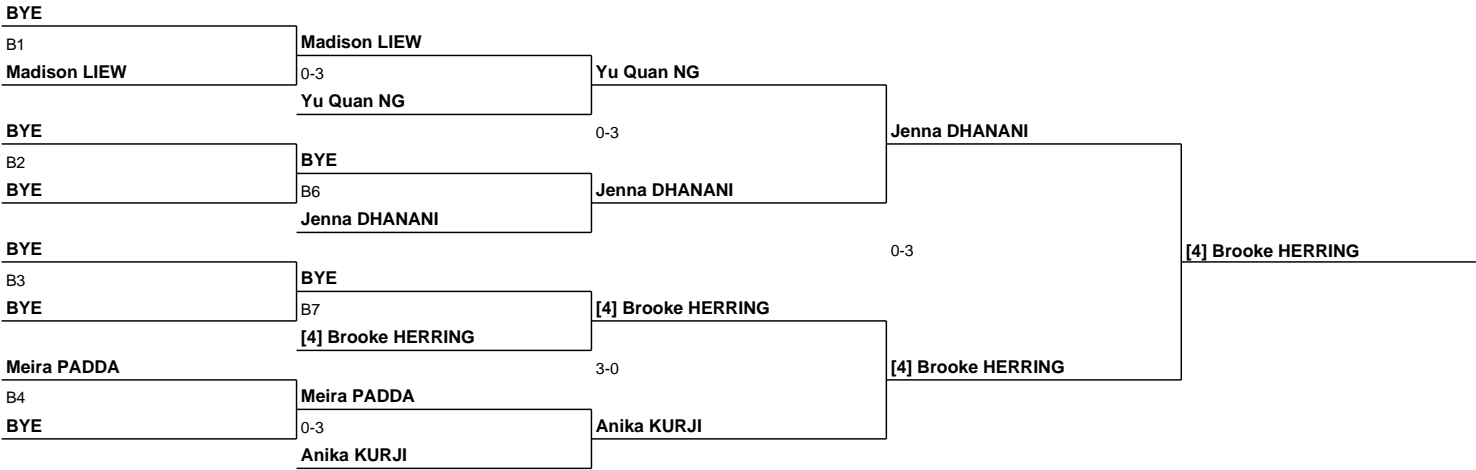 BYE
B1
Madison LIEW
Madison LIEW
0-3
Yu Quan NG
Yu Quan NG
BYE
0-3
Jenna DHANANI
B2
BYE
BYE
B6
Jenna DHANANI
Jenna DHANANI
BYE
0-3
[4] Brooke HERRING
B3
BYE
BYE
B7
[4] Brooke HERRING
[4] Brooke HERRING
Meira PADDA
3-0
[4] Brooke HERRING
B4
Meira PADDA
BYE
0-3
Anika KURJI
Anika KURJI